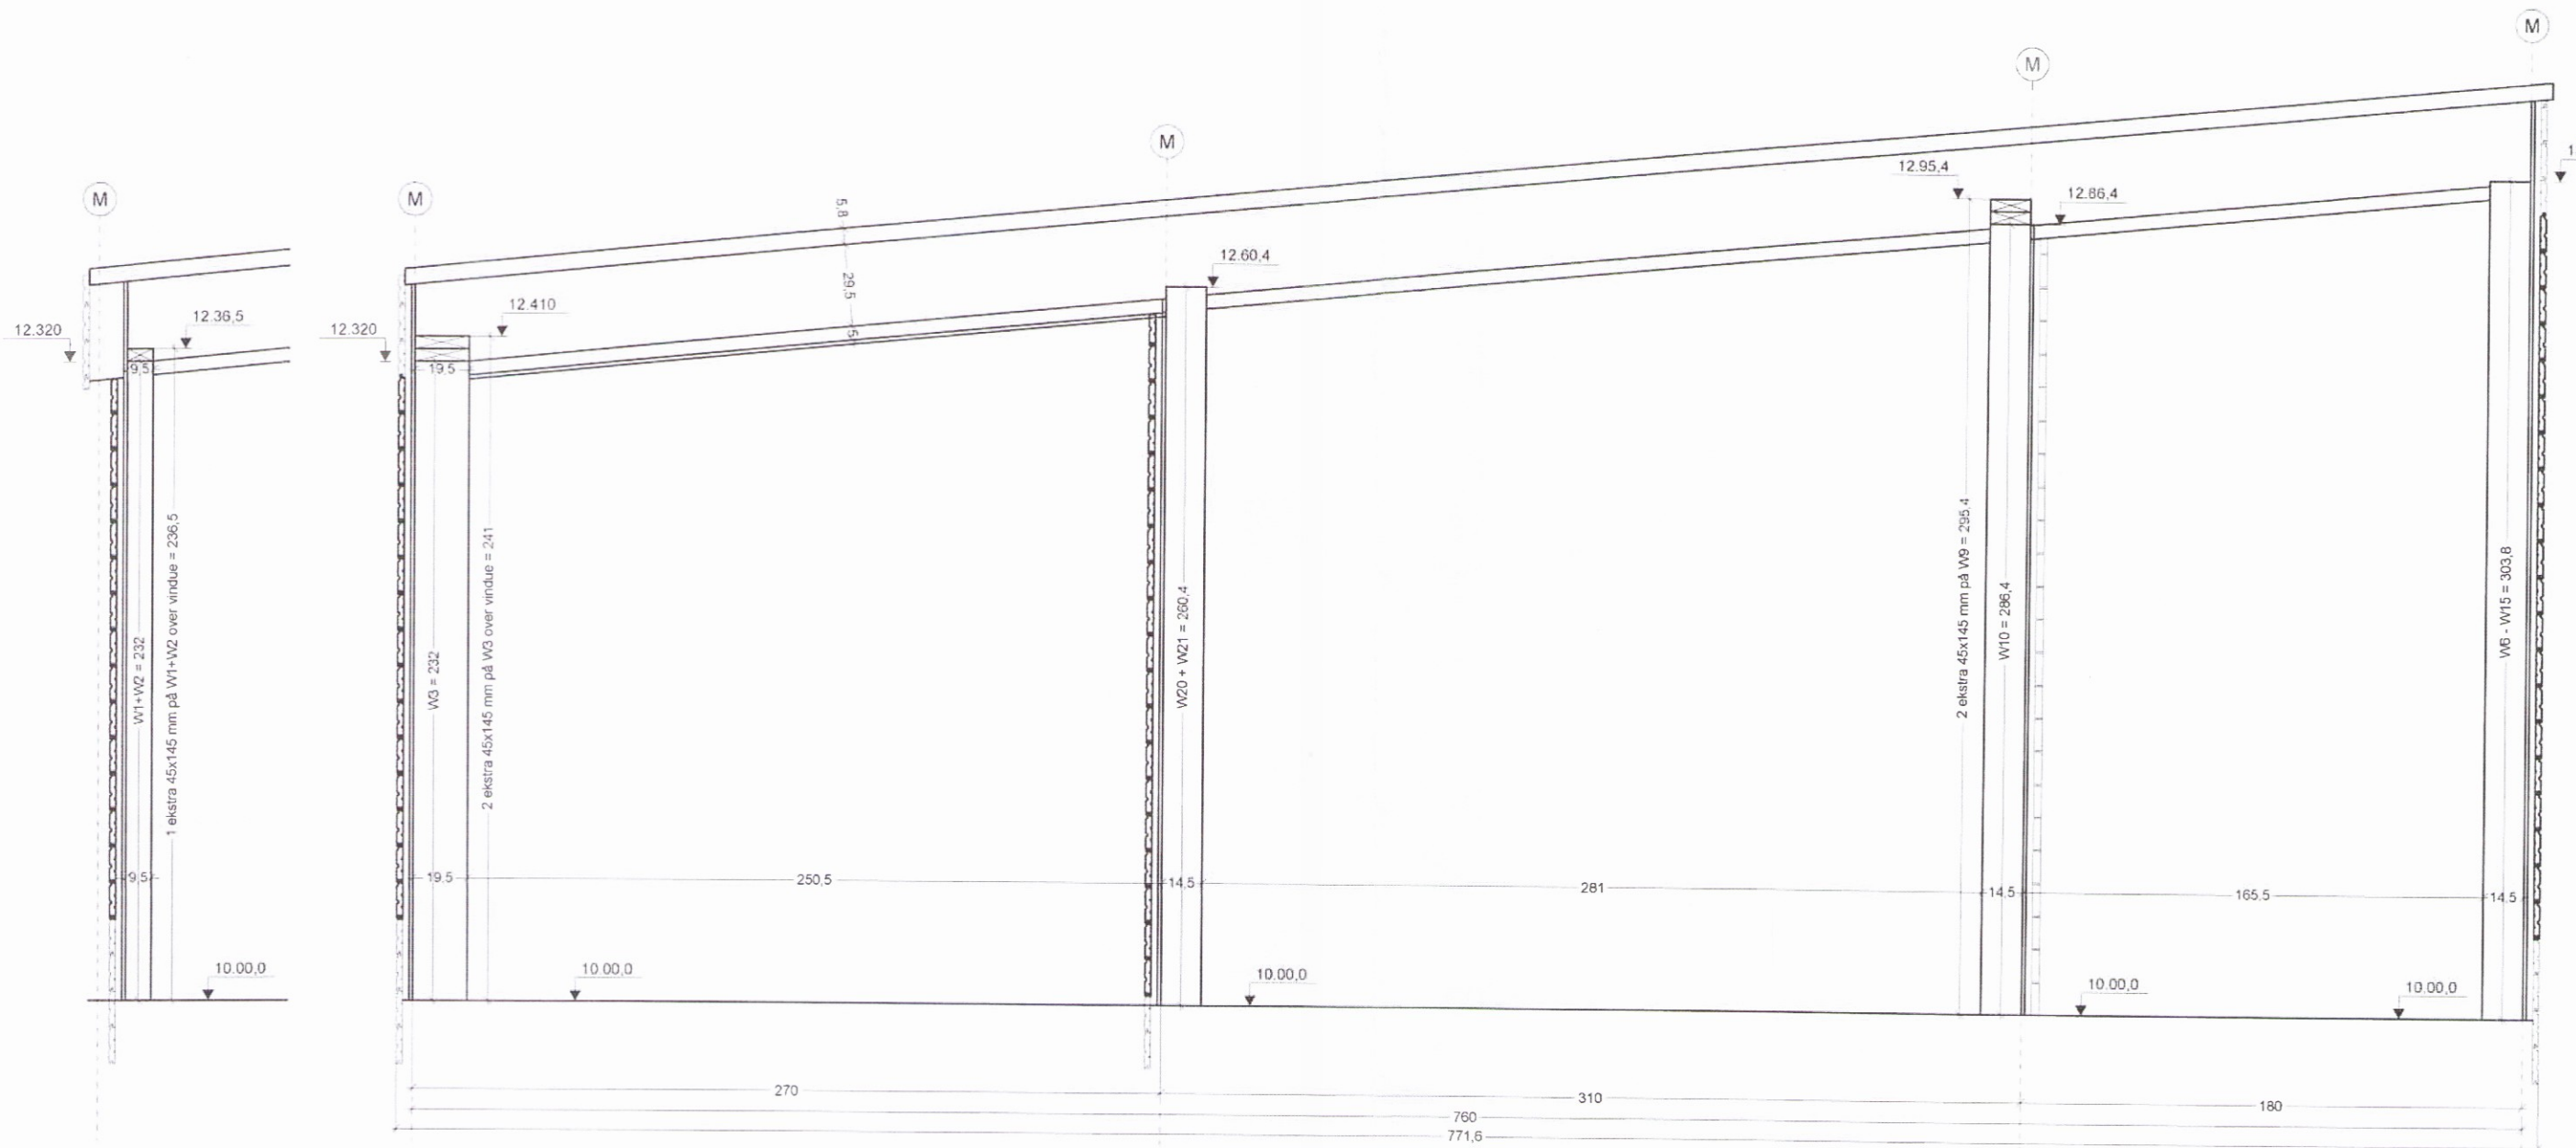 M
M
M
M
M
12.95,4
12.86,4
1
5,8
12.60,4
29,5
12.410
12.36,5
12.320
12.320
5
9,5
19,5
1 ekstra 45x145 mm på W1+W2 over vindue = 236,5
W1+W2 = 232
2 ekstra 45x145 mm på W3 over vindue = 241
W3 = 232
W20 + W21 = 260,4
2 ekstra 45x145 mm på W9 = 295,4
W10 = 286,4
W6 - W15 = 303,8
9,5
19,5
250,5
14,5
281
14,5
165,5
14,5
10.00,0
10.00,0
10.00,0
10.00,0
10.00,0
270
310
180
760
771,6